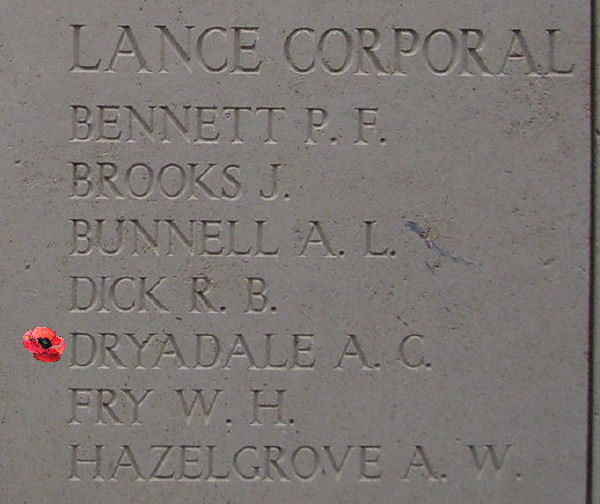 LANCE CORPORAL
BENNETT P. F.
BROOKS J.
BUNNELL A. L.
DICK R. B.
DRYADALE A. C.
FRY W. H.
HAZELGROVE A. W.